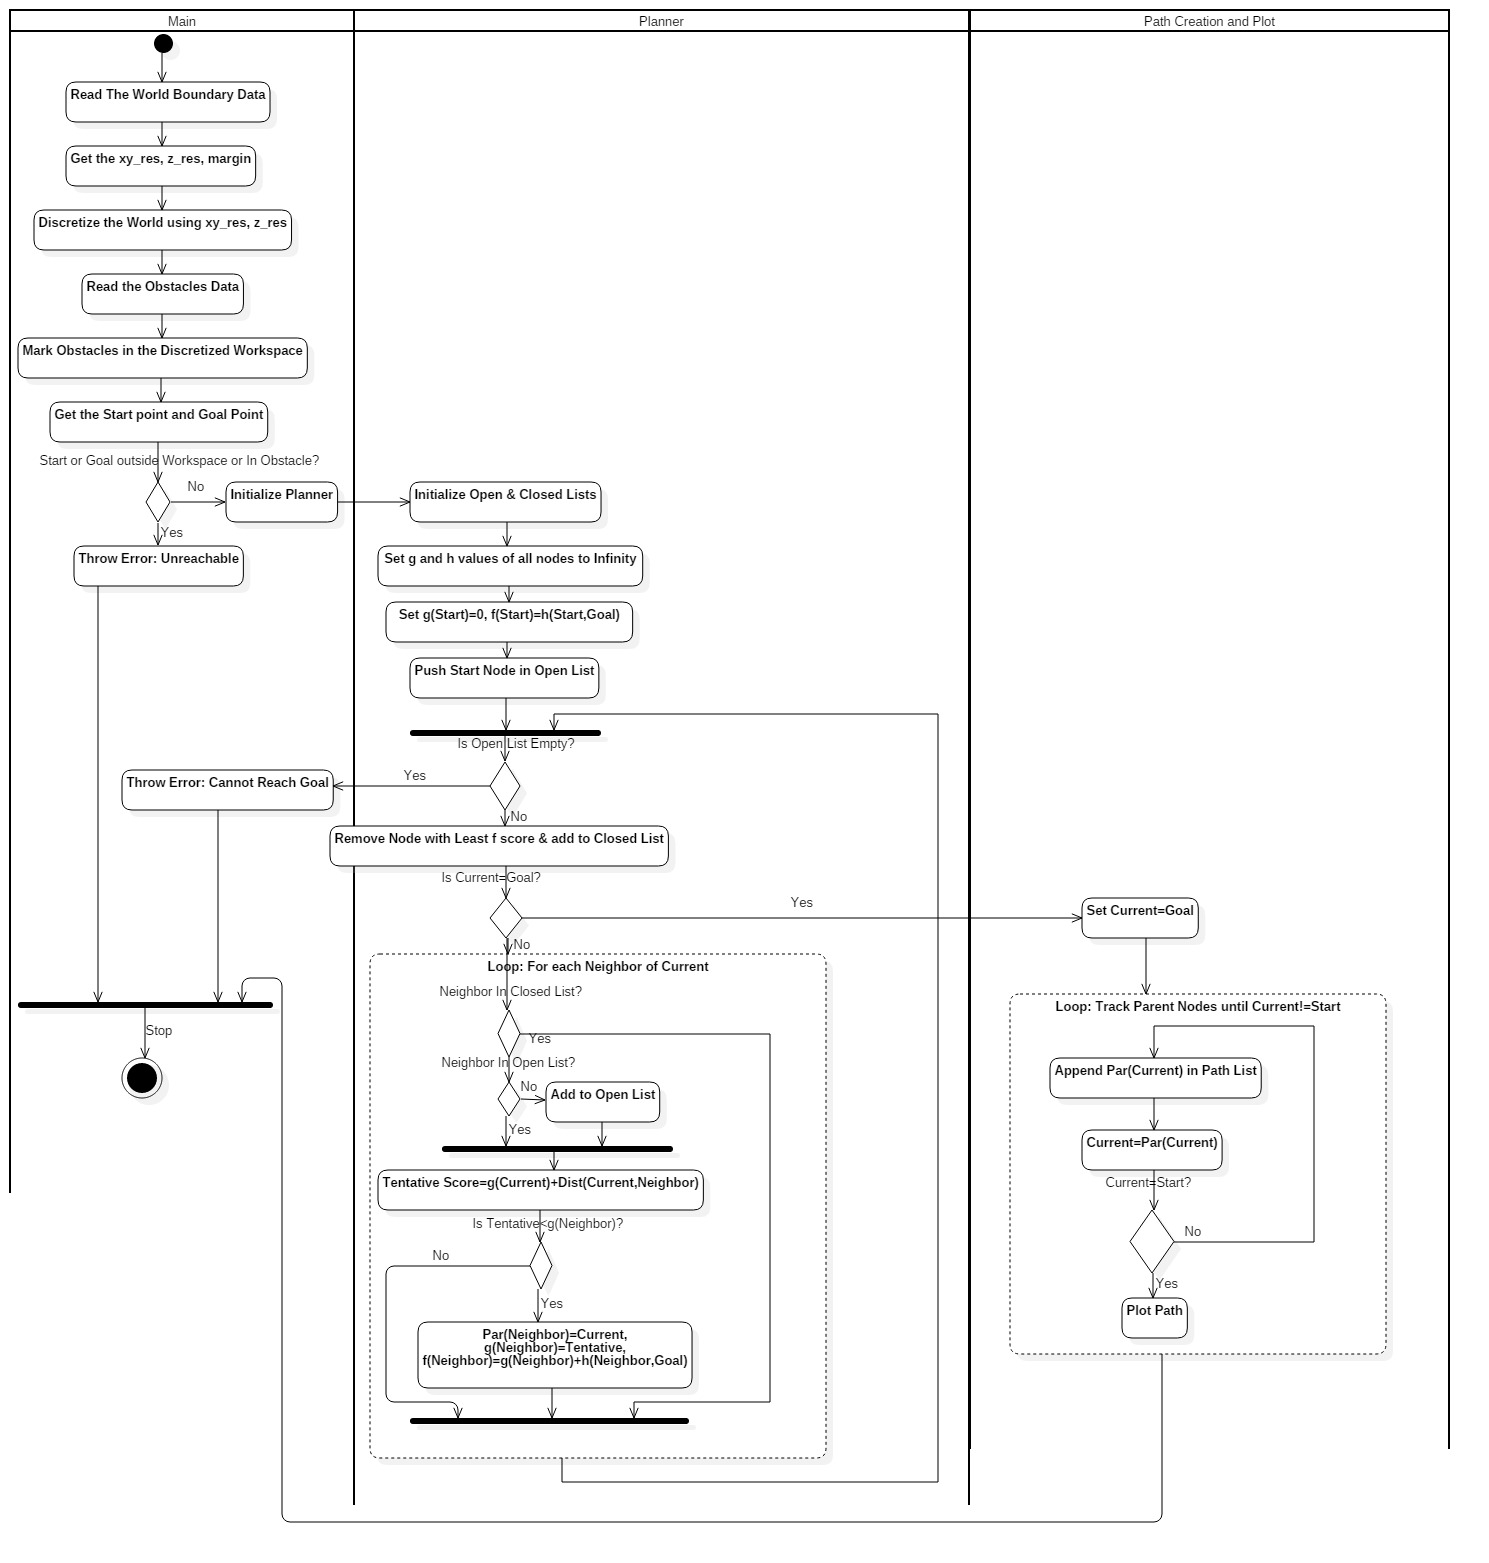 Main
Planner
Path Creation and Plot
Read The World Boundary Data
Get the xy_res, z_res, margin
Discretize the World using xy_res, z_res
Read the Obstacles Data
Mark Obstacles in the Discretized Workspace
Get the Start point and Goal Point
Start or Goal outside Workspace or In Obstacle?
No
Initialize Planner
Yes
Throw Error: Unreachable
Initialize Open & Closed Lists
Set g and h values of all nodes to Infinity
Set g(Start)=0, f(Start)=h(Start,Goal)
Push Start Node in Open List
Is Open List Empty?
Yes
Throw Error: Cannot Reach Goal
No
Remove Node with Least f score & add to Closed List
Is Current=Goal?
Yes
Set Current=Goal
No
Loop: For each Neighbor of Current
Neighbor In Closed List?
Yes
Neighbor In Open List?
No
Add to Open List
Yes
Tentative Score=g(Current)+Dist(Current,Neighbor)
Is Tentative<g(Neighbor)?
No
Yes
Par(Neighbor)=Current,
g(Neighbor)=Tentative,
f(Neighbor)=g(Neighbor)+h(Neighbor,Goal)
Stop
Loop: Track Parent Nodes until Current!=Start
Append Par(Current) in Path List
Current=Par(Current)
Current=Start?
No
Yes
Plot Path